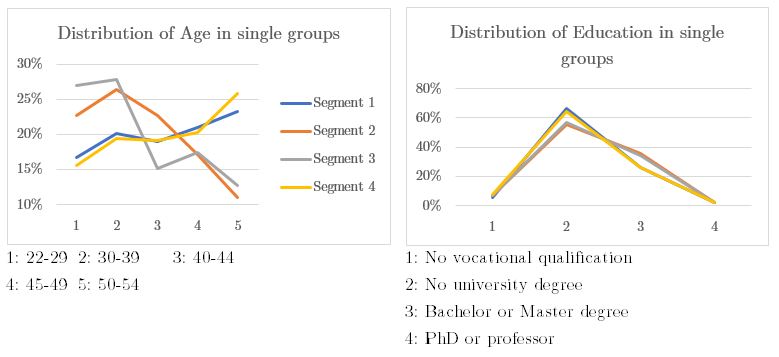 Distribution of Age in single groups
30%
25%
20%
15%
10%
1 2 3 4 5
Segment 1
Segment 2
Segment 3
Segment 4
1: 22-29 2: 30-39 3: 40-44
4: 45-49 5: 50-54
Distribution of Education in single
groups
80%
60%
40%
20%
0%
1 2 3 4
1: No vocational qualification
2: No university degree
3: Bachelor or Master degree
4: PhD or professor